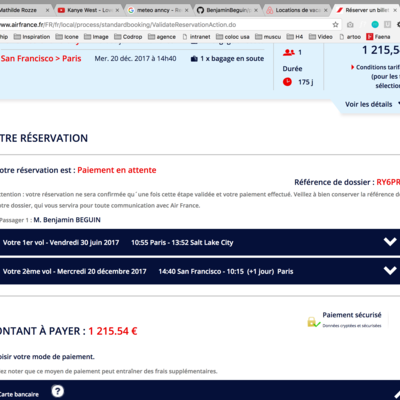 Mathilde Rozze
Kanye West - Lov
meteo anncy - Re
BenjaminBeguin/
Locations de vaca
Réserver un bille
www.airfrance.fr/FR/fr/local/process/standardbooking/ValidateReservationAction.do
hip
Inspiration
Icone
Image
Codrop
agence
intranet
coloc usa
muscu
H4
Video
artoo
Faena
San Francisco > Paris
Mer. 20 déc. 2017 à 14h40
1 x bagage en soute
1
Durée
175 j
1 215,54
Conditions tarif
(pour les
sélection
Voir les détails
TRE RÉSERVATION
otre réservation est : Paiement en attente
Référence de dossier : RY6PR
ttention : votre réservation ne sera confirmée qu´une fois cette étape validée et votre paiement effectué. Veillez à bien conserver la référence de
otre dossier, qui vous servira pour toute communication avec Air France.
Passager 1 : M. Benjamin BEGUIN
Votre 1er vol - Vendredi 30 juin 2017 10:55 Paris - 13:52 Salt Lake City
Votre 2ème vol - Mercredi 20 décembre 2017 14:40 San Francisco - 10:15 (+1 jour) Paris
Paiement sécurisé
Données cryptées et sécurisées
ONTANT À PAYER : 1 215.54 €
oisir votre mode de paiement.
ez noter que ce moyen de paiement peut entraîner des frais supplémentaires.
Carte bancaire ?